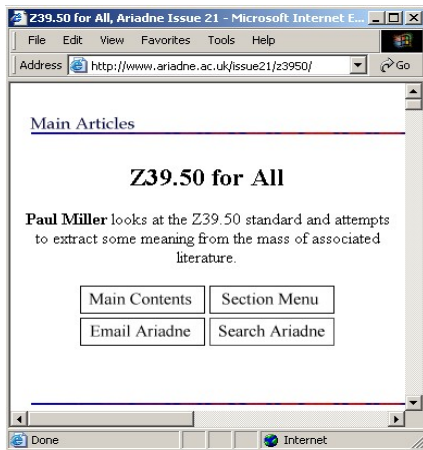 Z39.50 for All, Ariadne Issue 21 - Microsoft Internet E...
File Edit View Favorites Tools Help
Address http://www.ariadne.ac.uk/issue21/z3950/ Go
Main Articles
Z39.50 for All
Paul Miller looks at the Z39.50 standard and attempts
to extract some meaning from the mass of associated
literature.
Main Contents Section Menu
Email Ariadne Search Ariadne
Done Internet